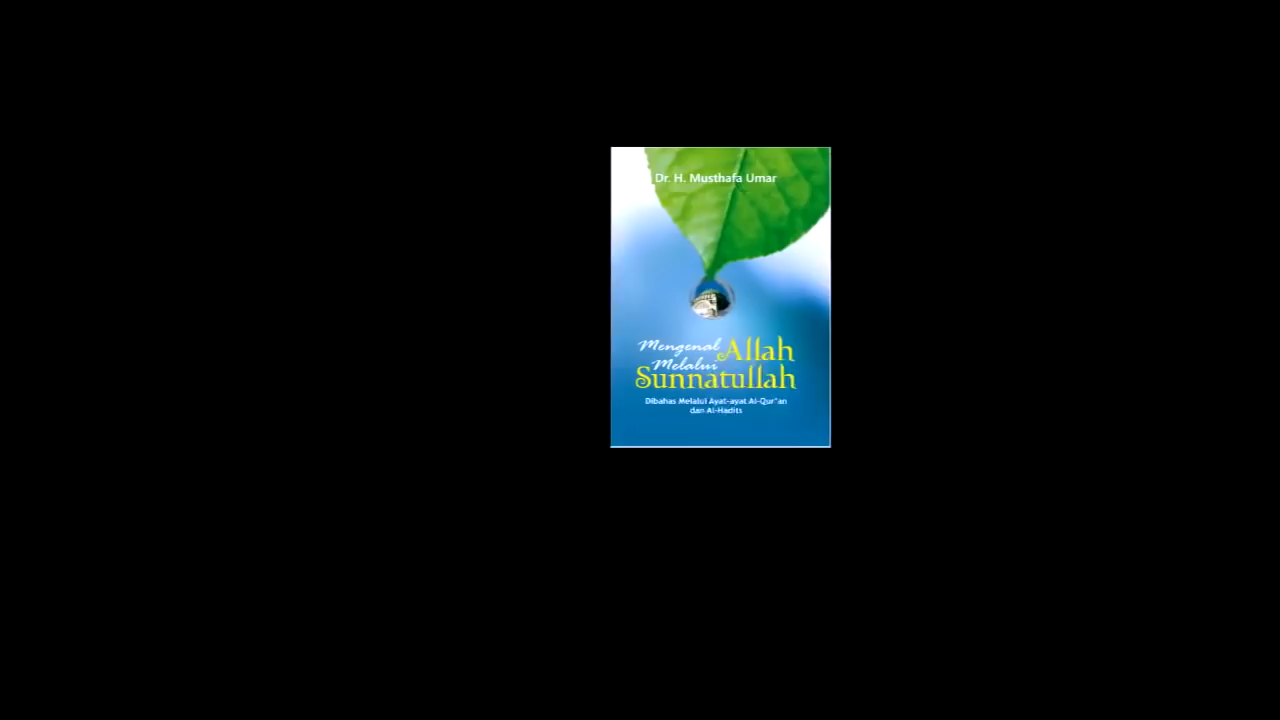 Dr. H. Musthafa Umar
Mengenal Allah
Melalui
Sunnatullah
Dibahas Melalui Ayat-ayat Al-Qur'an
dan Al-Hadits